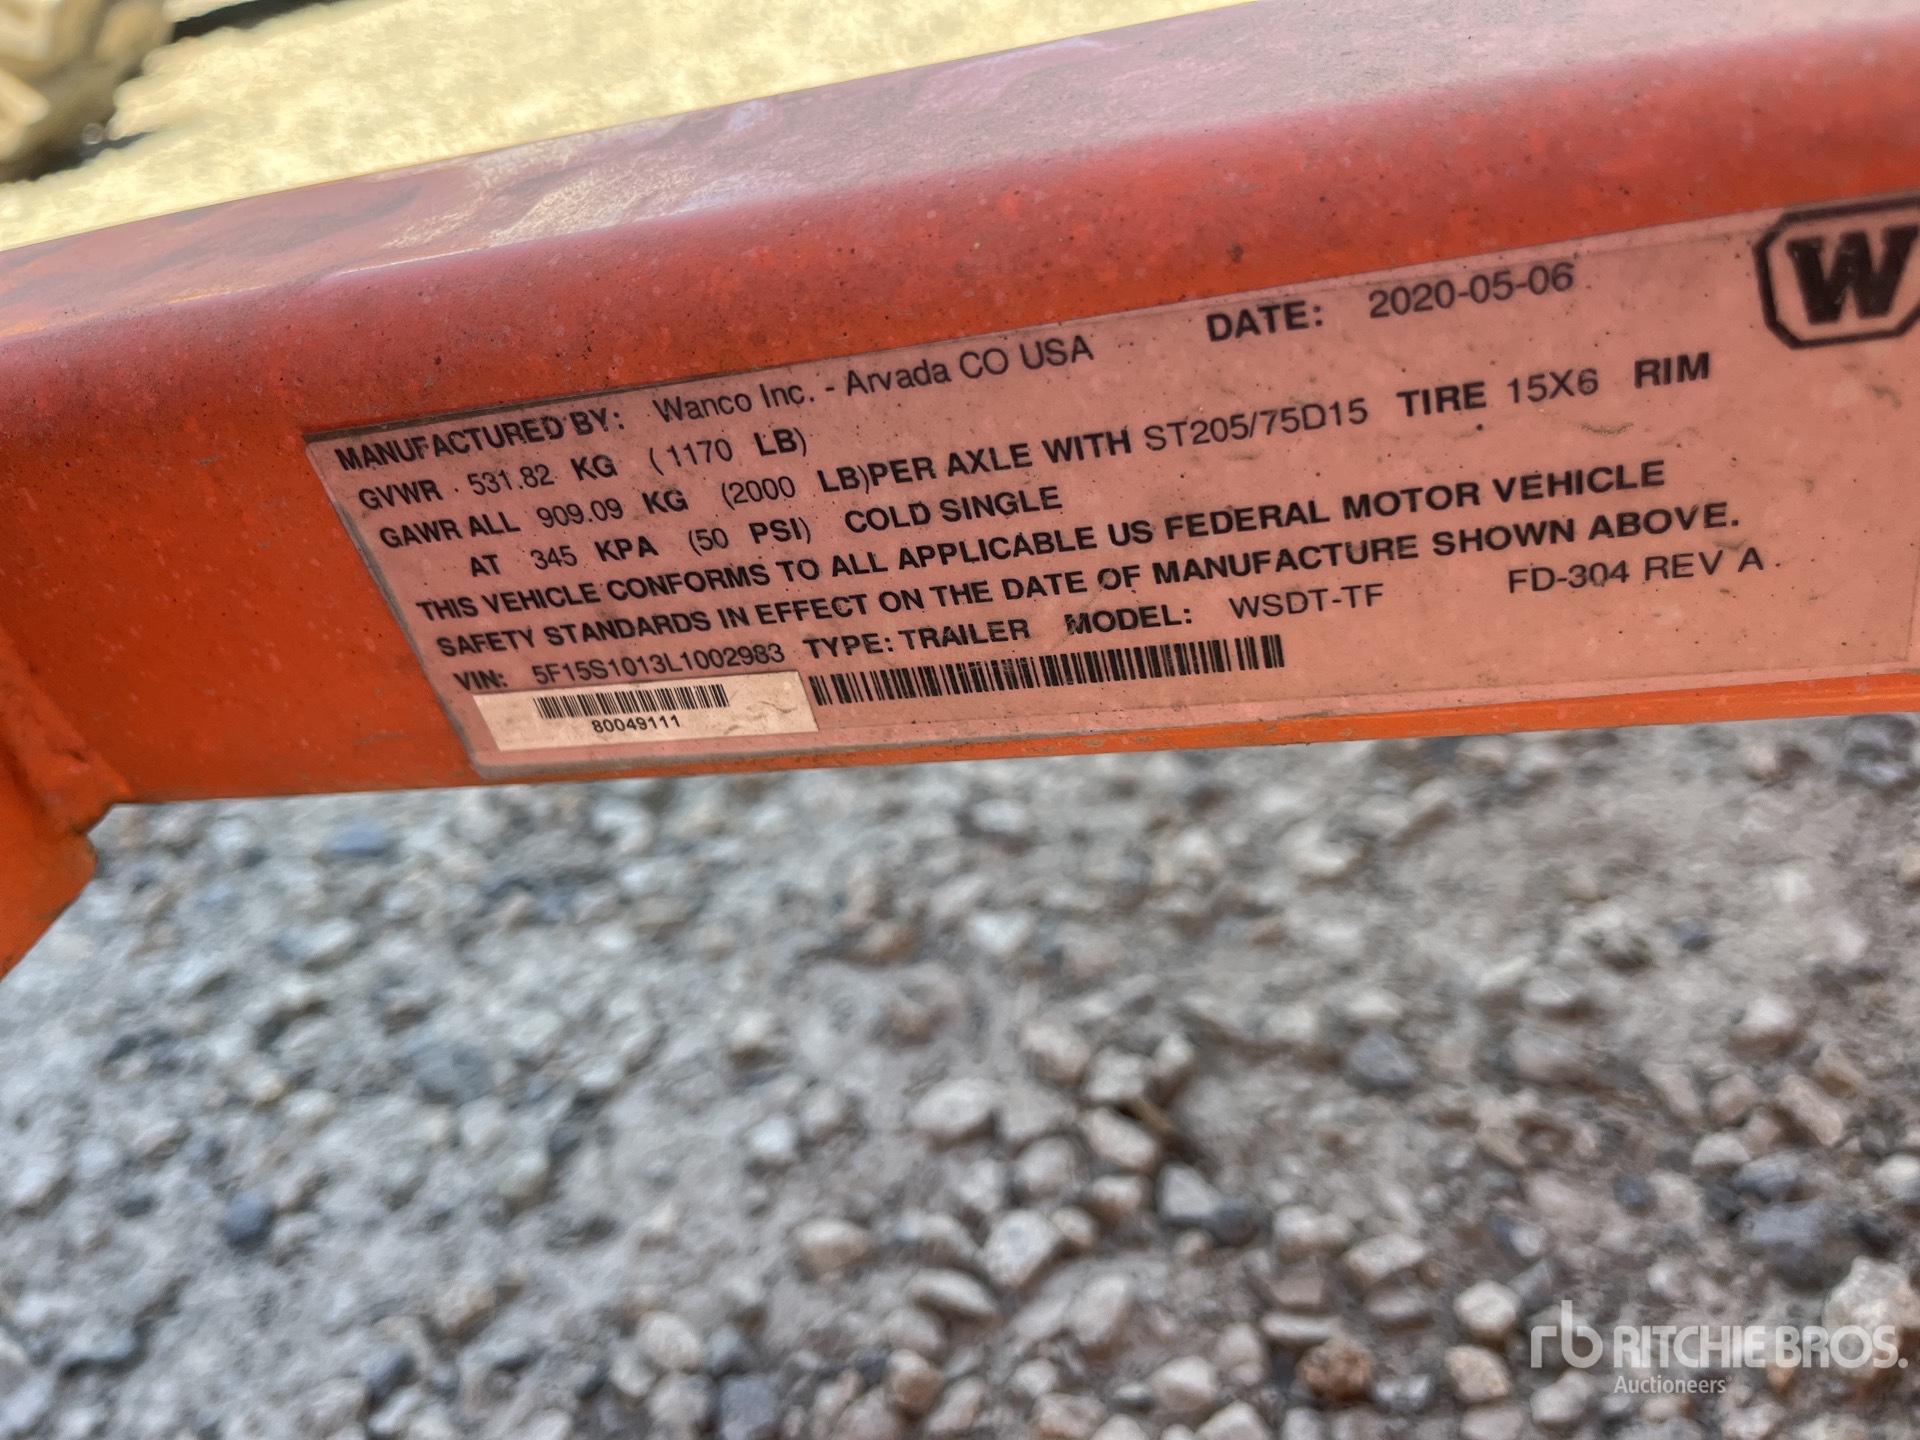 W
MANUFACTURED BY: Wanco Inc. - Arvada CO USA DATE: 2020-05-06
GVWR 531.82 KG (1170 LB)
GAWR ALL 909.09 KG (2000 LB)PER AXLE WITH ST205/75D15 TIRE 15X6 RIM
AT 345 KPA (50 PSI) COLD SINGLE
THIS VEHICLE CONFORMS TO ALL APPLICABLE US FEDERAL MOTOR VEHICLE
SAFETY STANDARDS IN EFFECT ON THE DATE OF MANUFACTURE SHOWN ABOVE.
VIN: 5F15S1013L1002983 TYPE: TRAILER MODEL: WSDT-TF FD-304 REV A
80049111
rb RITCHIE BROS.
Auctioneers